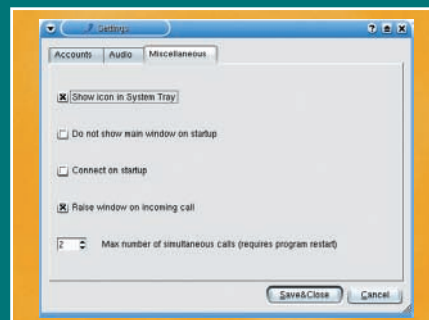 Settings
Accounts Audio Miscellaneous
Show icon in System Tray
Do not show main window on startup
Connect on startup
Raise window on incoming call
2 Max number of simultaneous calls (requires program restart)
Save&Close Cancel